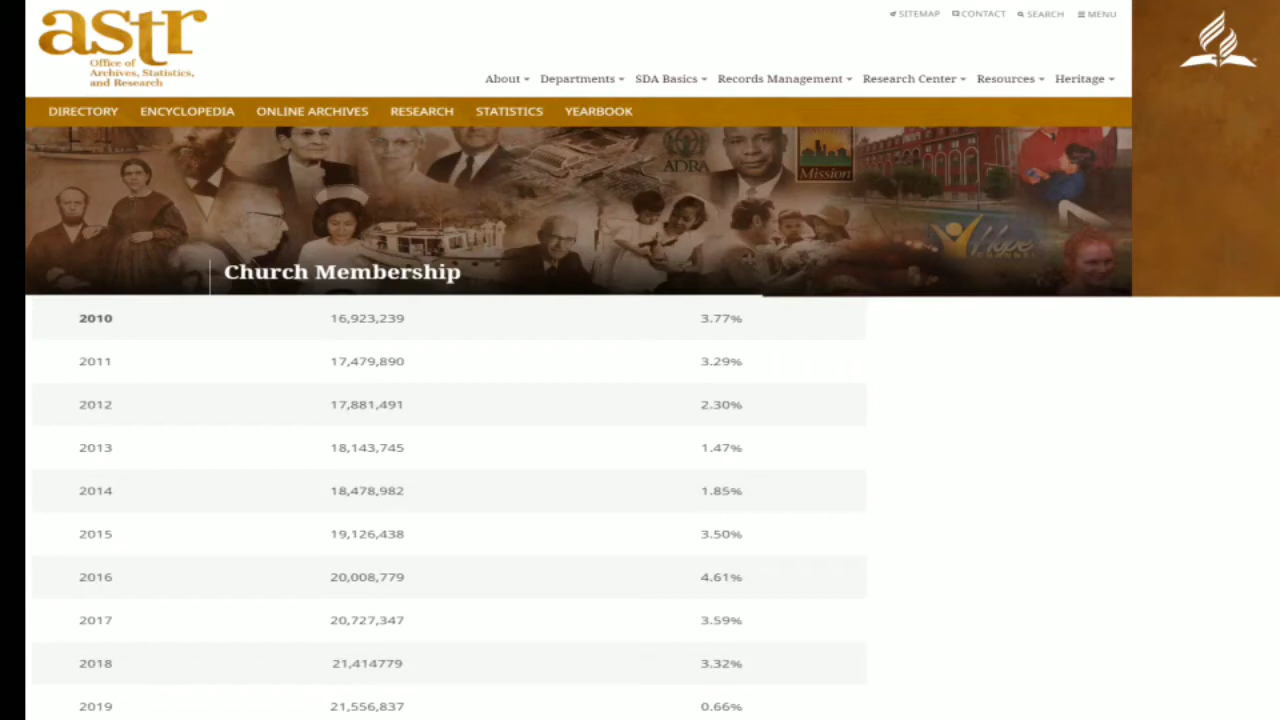 astr
Office of
Archives, Statistics,
and Research
SITEMAP CONTACT SEARCH MENU
About Departments SDA Basics Records Management Research Center Resources Heritage
DIRECTORY ENCYCLOPEDIA ONLINE ARCHIVES RESEARCH STATISTICS YEARBOOK
ADRA
Mission
Hope
CHANNEL
Church Membership
2010 16,923,239 3.77%
2011 17,479,890 3.29%
2012 17,881,491 2.30%
2013 18,143,745 1.47%
2014 18,478,982 1.85%
2015 19,126,438 3.50%
2016 20,008,779 4.61%
2017 20,727,347 3.59%
2018 21,414779 3.32%
2019 21,556,837 0.66%